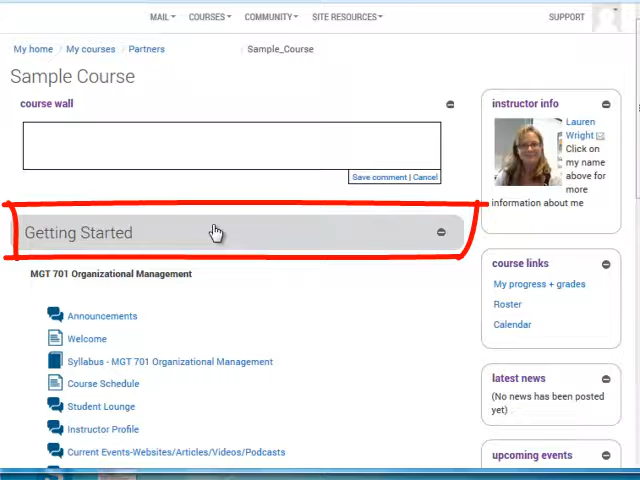 MAIL COURSES COMMUNITY SITE RESOURCES SUPPORT
My home / My courses / Partners / Sample_Course
Sample Course
course wall
Save comment | Cancel
Getting Started
MGT 701 Organizational Management
Announcements
Welcome
Syllabus - MGT 701 Organizational Management
Course Schedule
Student Lounge
Instructor Profile
Current Events-Websites/Articles/Videos/Podcasts
instructor info
Lauren
Wright
Click on
my name
above for
more
information about me
course links
My progress + grades
Roster
Calendar
latest news
(No news has been posted
yet)
upcoming events